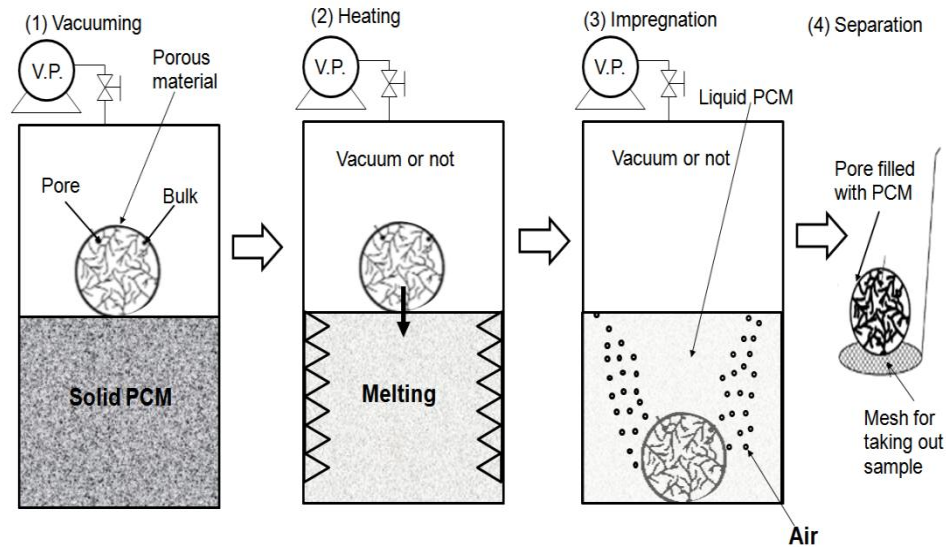 (1) Vacuuming
V.P.
Porous
material
Pore
Bulk
Solid PCM
(2) Heating
V.P.
Vacuum or not
Melting
(3) Impregnation
V.P.
Liquid PCM
Vacuum or not
Air
(4) Separation
Pore filled
with PCM
Mesh for
taking out
sample